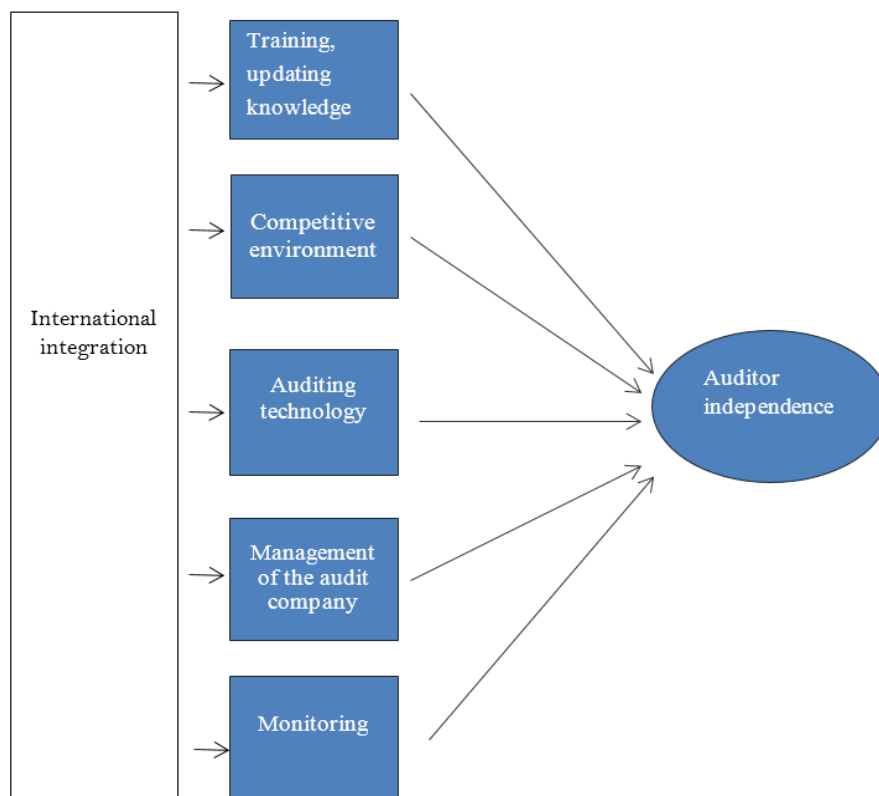 International
integration
Training,
updating
knowledge
Competitive
environment
Auditing
technology
Management
of the audit
company
Monitoring
Auditor
independence